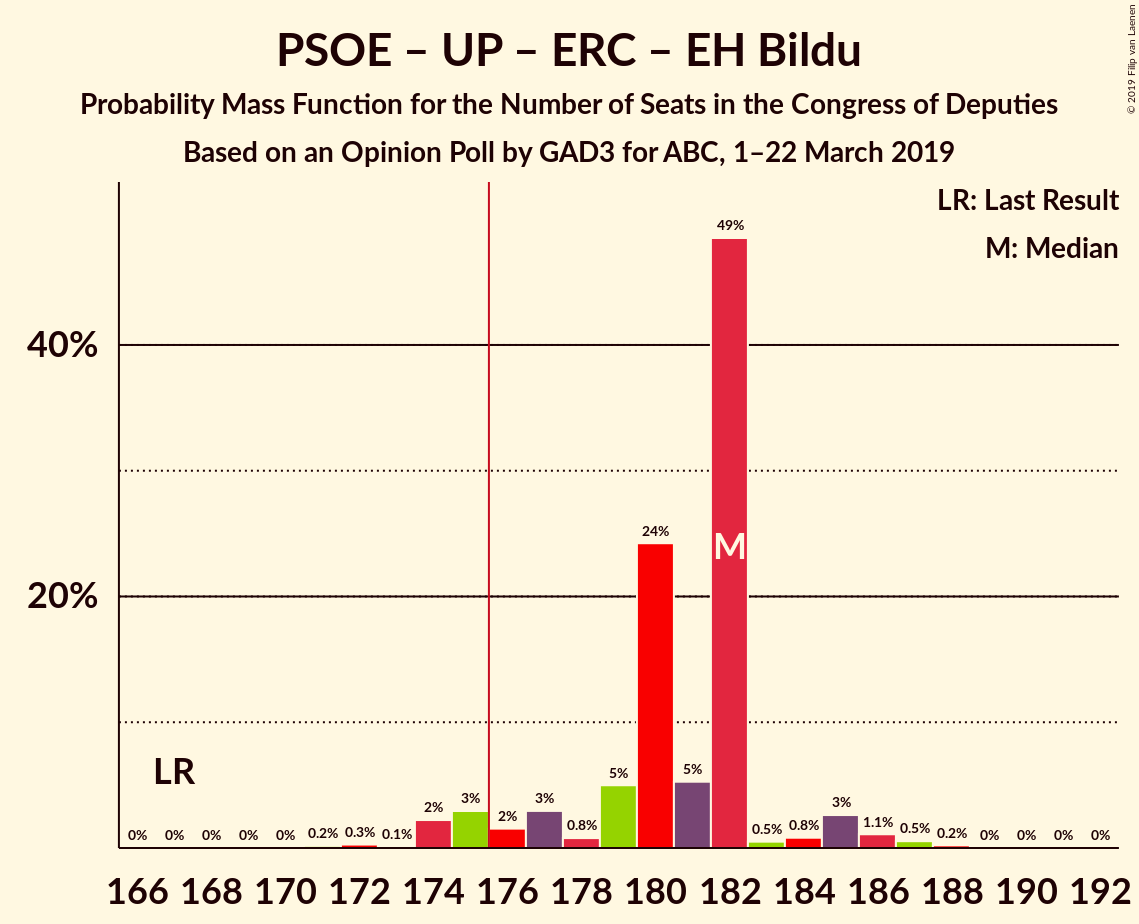 PSOE – UP – ERC – EH Bildu
Probability Mass Function for the Number of Seats in the Congress of Deputies
Based on an Opinion Poll by GAD3 for ABC, 1–22 March 2019
© 2019 Filip van Laenen
LR: Last Result
M: Median
40%
20%
LR
M
0% 0% 0% 0% 0% 0.2% 0.3% 0.1% 2% 3% 2% 3% 0.8% 5% 24% 5% 49% 0.5% 0.8% 3% 1.1% 0.5% 0.2% 0% 0% 0% 0%
166 168 170 172 174 176 178 180 182 184 186 188 190 192